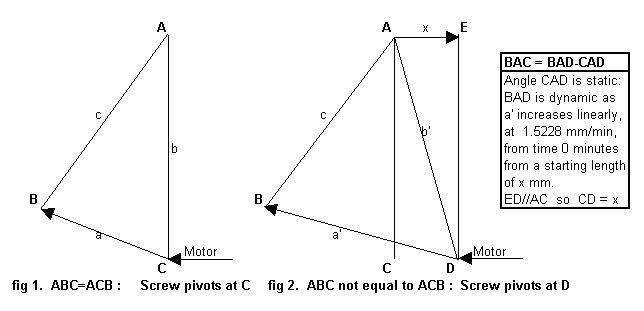 A
A
x
E
BAC = BAD-CAD
Angle CAD is static:
BAD is dynamic as
a' increases linearly,
at 1.5228 mm/min,
from time 0 minutes
from a starting length
of x mm.
ED//AC so CD = x
c
b
c
b'
B
B
a
a'
Motor
Motor
C
C
D
fig 1. ABC=ACB : Screw pivots at C
fig 2. ABC not equal to ACB : Screw pivots at D